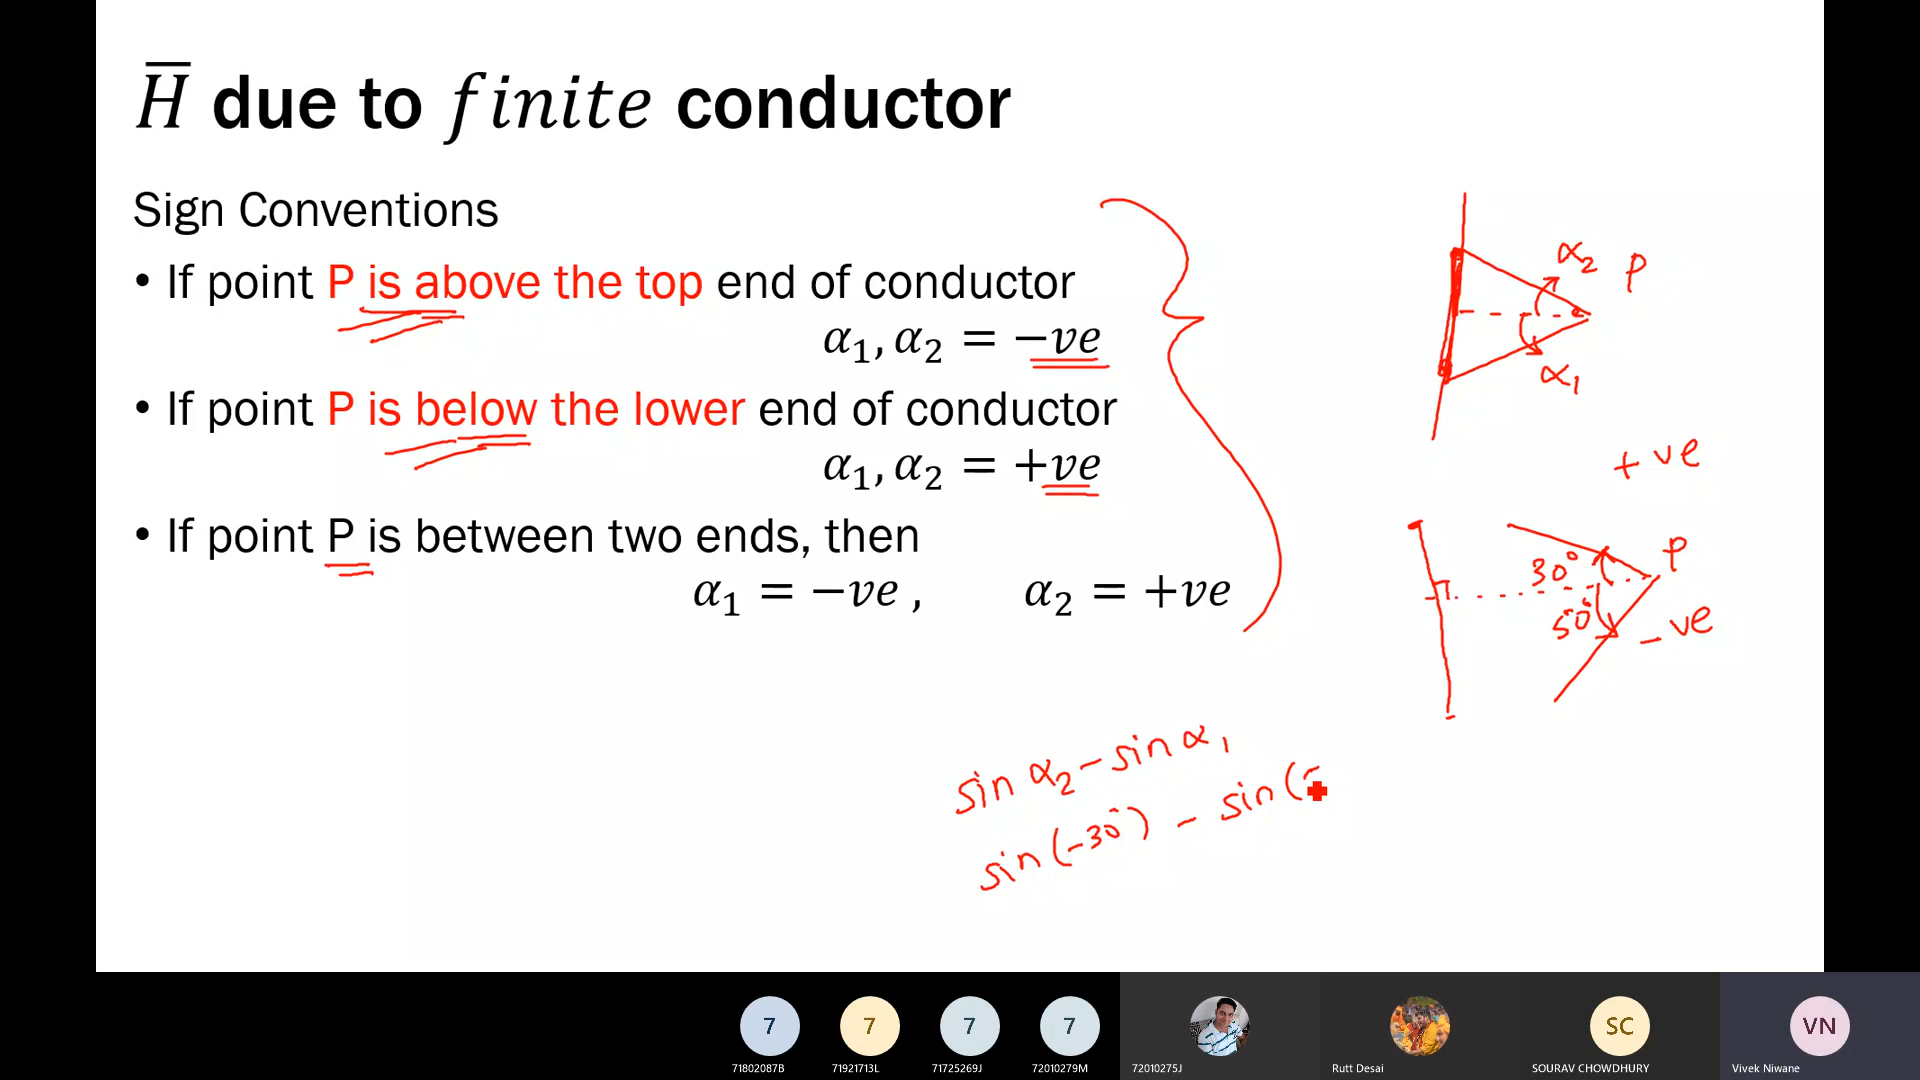 H̅ due to 𝑓𝑖𝑛𝑖𝑡𝑒 conductor
Sign Conventions
• If point P is above the top end of conductor
α₁, α₂ = −ve
• If point P is below the lower end of conductor
α₁, α₂ = +ve
• If point P is between two ends, then
α₁ = −ve ,  α₂ = +ve
α₂ P
α₁
+ ve
P
30°
50°
− ve
sin α₂ − sin α₁
sin (−30°) − sin (
7
7
7
7
SC
VN
71802087B
71921713L
71725269J
72010279M
72010275J
Rutt Desai
SOURAV CHOWDHURY
Vivek Niwane